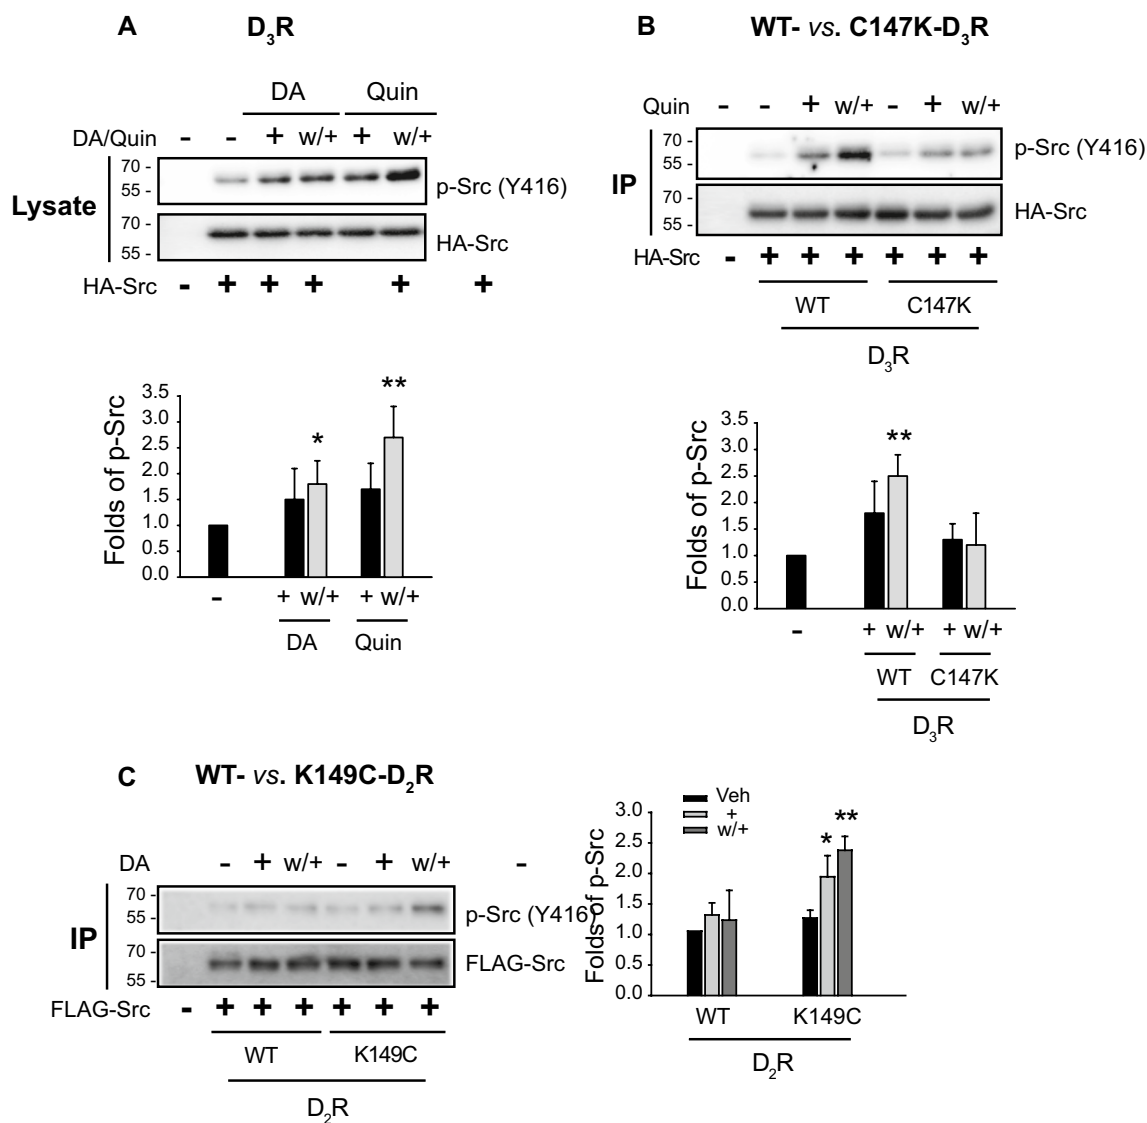 A D3R
DA Quin
DA/Quin - - + w/+ + w/+
70 -
55 -
p-Src (Y416)
Lysate
70 -
55 -
HA-Src
HA-Src - + + + + +
3.5
3.0
2.5
2.0
1.5
1.0
0.5
0.0
Folds of p-Src
*
**
- + w/+ + w/+
DA Quin
B WT- vs. C147K-D3R
Quin - - + w/+ - + w/+
70 -
55 -
p-Src (Y416)
IP
70 -
55 -
HA-Src
HA-Src - + + + + + +
WT C147K
D3R
3.5
3.0
2.5
2.0
1.5
1.0
0.5
0.0
Folds of p-Src
**
- + w/+ + w/+
WT C147K
D3R
C WT- vs. K149C-D2R
DA - + w/+ - + w/+ -
70 -
55 -
p-Src (Y416)
IP
70 -
55 -
FLAG-Src
FLAG-Src - + + + + + +
WT K149C
D2R
Veh
+
w/+
3.0
2.5
2.0
1.5
1.0
0.5
0.0
Folds of p-Src
*
**
WT K149C
D2R